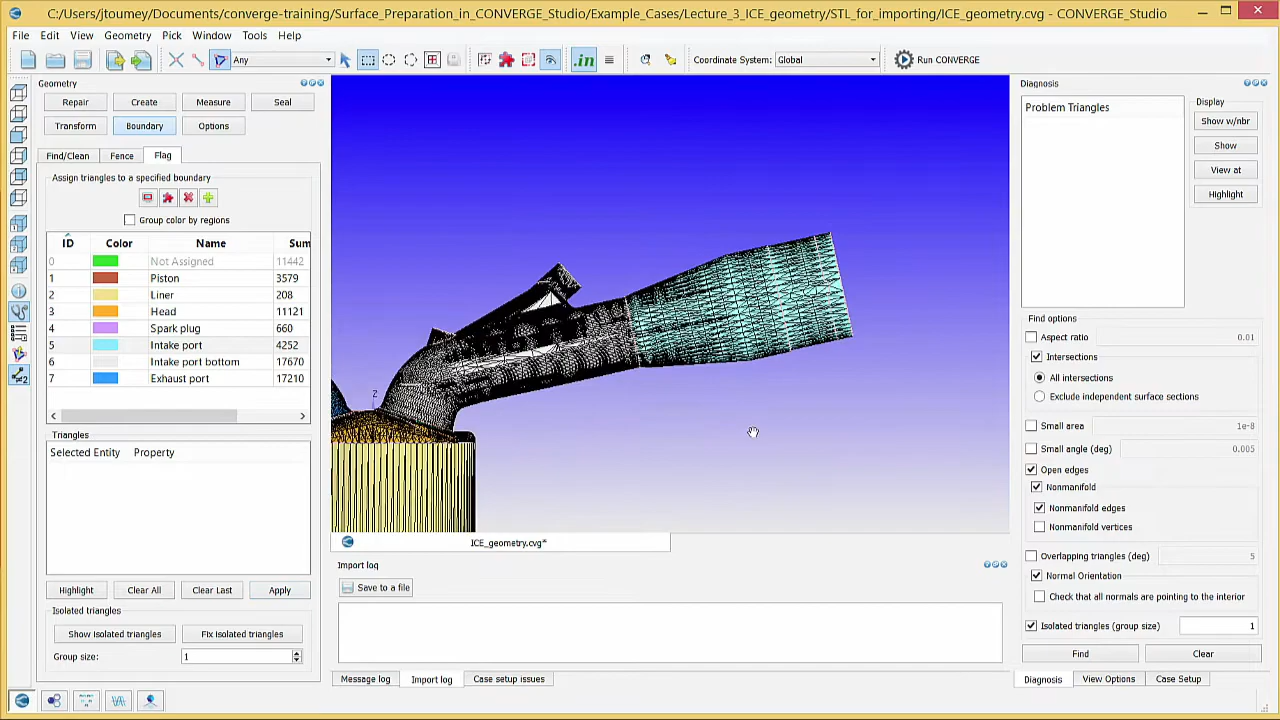 C:/Users/jtoumey/Documents/converge-training/Surface_Preparation_in_CONVERGE_Studio/Example_Cases/Lecture_3_ICE_geometry/STL_for_importing/ICE_geometry.cvg - CONVERGE_Studio
File Edit View Geometry Pick Window Tools Help
Any .in Coordinate System: Global Run CONVERGE
Geometry
Repair Create Measure Seal
Transform Boundary Options
Find/Clean Fence Flag
Assign triangles to a specified boundary
Group color by regions
ID Color Name Sum
0 Not Assigned 11442
1 Piston 3579
2 Liner 208
3 Head 11121
4 Spark plug 660
5 Intake port 4252
6 Intake port bottom 17670
7 Exhaust port 17210
Triangles
Selected Entity Property
Highlight Clear All Clear Last Apply
Isolated triangles
Show isolated triangles Fix isolated triangles
Group size: 1
z
ICE_geometry.cvg*
Import log
Save to a file
Message log Import log Case setup issues
Diagnosis
Problem Triangles
Display
Show w/nbr
Show
View at
Highlight
Find options
Aspect ratio 0.01
Intersections
All intersections
Exclude independent surface sections
Small area 1e-8
Small angle (deg) 0.005
Open edges
Nonmanifold
Nonmanifold edges
Nonmanifold vertices
Overlapping triangles (deg) 5
Normal Orientation
Check that all normals are pointing to the interior
Isolated triangles (group size) 1
Find Clear
Diagnosis View Options Case Setup